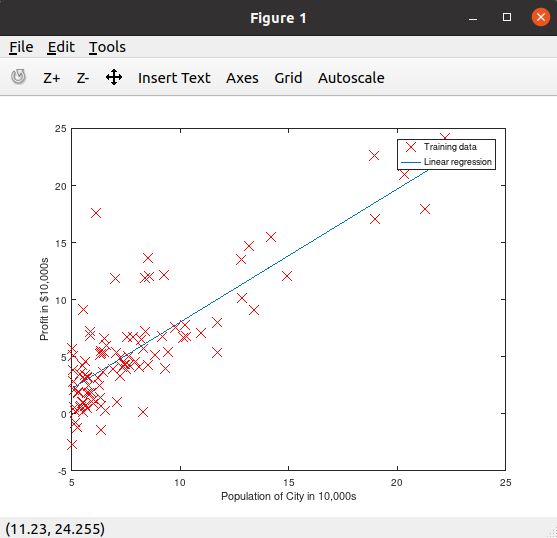 Figure 1
File Edit Tools
Z+ Z- Insert Text Axes Grid Autoscale
25
20
15
10
5
0
-5
5 10 15 20 25
Profit in $10,000s
Population of City in 10,000s
Training data
Linear regression
(11.23, 24.255)